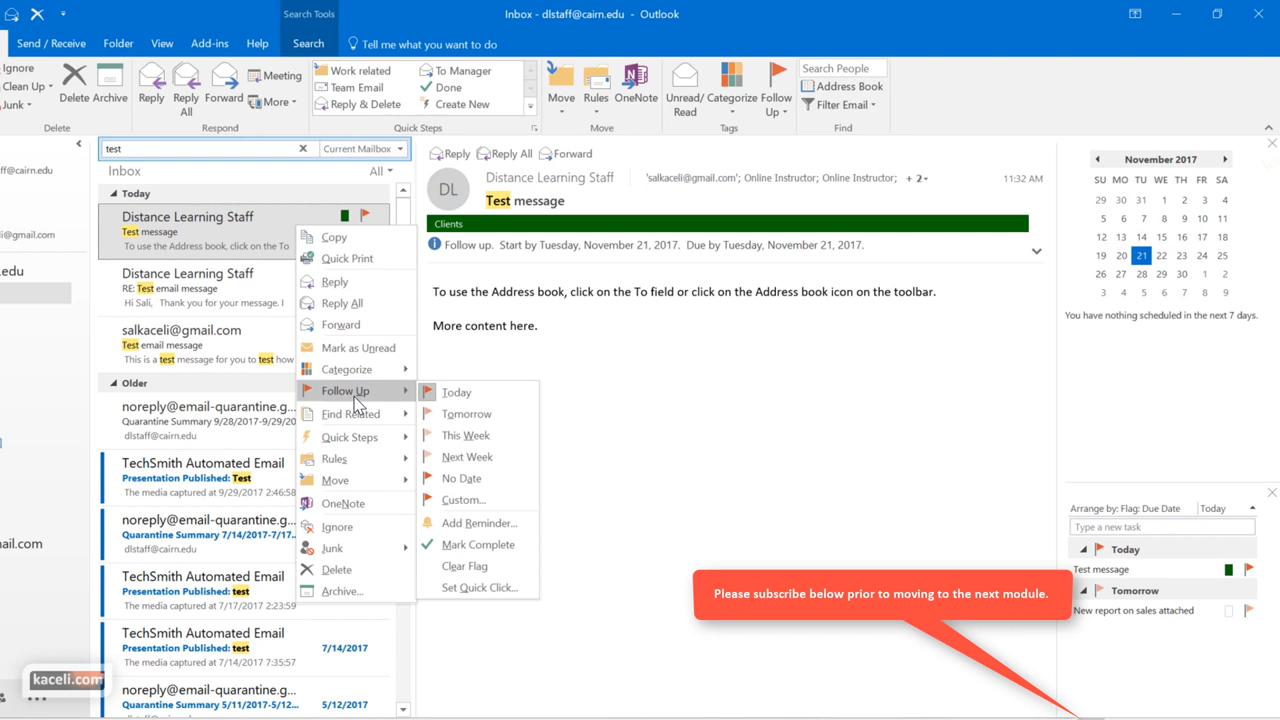 Search Tools
Inbox - dlstaff@cairn.edu - Outlook
Send / Receive
Folder
View
Add-ins
Help
Search
Tell me what you want to do
Ignore
Clean Up
Junk
Delete
Archive
Reply
Reply All
Forward
Meeting
More
Work related
Team Email
Reply & Delete
To Manager
Done
Create New
Move
Rules
OneNote
Unread/ Read
Categorize
Follow Up
Search People
Address Book
Filter Email
Delete
Respond
Quick Steps
Move
Tags
Find
ff@cairn.edu
ff@gmail.com
.edu
ml.com
test
Current Mailbox
Inbox
All
Today
Distance Learning Staff
Test message
To use the Address book, click on the To
Distance Learning Staff
RE: Test email message
Hi Sali, Thank you for your message. I
salkaceli@gmail.com
Test email message
This is a test message for you to test how
Older
noreply@email-quarantine.g...
Quarantine Summary 9/28/2017-9/29/20
dlstaff@cairn.edu
TechSmith Automated Email
Presentation Published: Test
The media captured at 9/29/2017 2:46:58
noreply@email-quarantine.g...
Quarantine Summary 7/14/2017-7/17...
dlstaff@cairn.edu
TechSmith Automated Email
Presentation Published: test
The media captured at 7/17/2017 2:23:59
TechSmith Automated Email
Presentation Published: test 7/14/2017
The media captured at 7/14/2017 7:35:57
noreply@email-quarantine.g...
Quarantine Summary 5/11/2017-5/12... 5/12/2017
dlstaff@cairn.edu
Copy
Quick Print
Reply
Reply All
Forward
Mark as Unread
Categorize
Follow Up
Find Related
Quick Steps
Rules
Move
OneNote
Ignore
Junk
Delete
Archive...
Today
Tomorrow
This Week
Next Week
No Date
Custom...
Add Reminder...
Mark Complete
Clear Flag
Set Quick Click...
Reply Reply All Forward
DL
Distance Learning Staff
'salkaceli@gmail.com'; Online Instructor; Online Instructor; + 2
11:32 AM
Test message
Clients
Follow up. Start by Tuesday, November 21, 2017. Due by Tuesday, November 21, 2017.
To use the Address book, click on the To field or click on the Address book icon on the toolbar.
More content here.
November 2017
SU MO TU WE TH FR SA
29 30 31 1 2 3 4
5 6 7 8 9 10 11
12 13 14 15 16 17 18
19 20 21 22 23 24 25
26 27 28 29 30 1 2
3 4 5 6 7 8 9
You have nothing scheduled in the next 7 days.
Arrange by: Flag: Due Date Today
Type a new task
Today
Test message
Tomorrow
New report on sales attached
Please subscribe below prior to moving to the next module.
kaceli.com